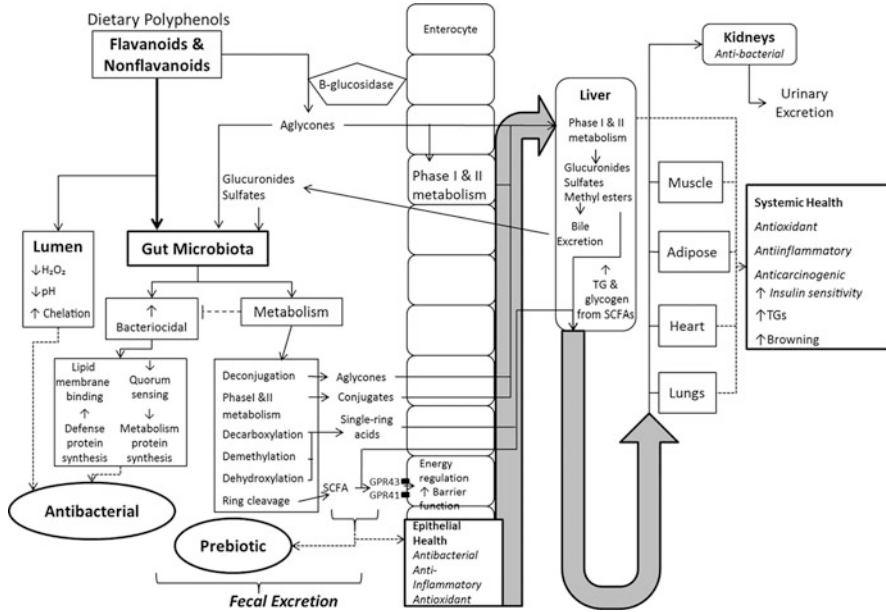 Dietary Polyphenols
Flavanoids &
Nonflavanoids
B-glucosidase
Aglycones
Glucuronides
Sulfates
Lumen
↓H₂O₂
↓pH
↑ Chelation
Gut Microbiota
↑
Bacteriocidal
Metabolism
Lipid
membrane
binding
↑
Defense
protein
synthesis
↓
Quorum
sensing
↓
Metabolism
protein
synthesis
Antibacterial
Deconjugation
PhaseI &II
metabolism
Decarboxylation
Demethylation
Dehydroxylation
Ring cleavage
Aglycones
Conjugates
Single-ring
acids
SCFA
GPR43
GPR41
Prebiotic
Fecal Excretion
Enterocyte
Phase I & II
metabolism
Energy
regulation
↑ Barrier
function
Epithelial
Health
Antibacterial
Anti-
Inflammatory
Antioxidant
Liver
Phase I & II
metabolism
Glucuronides
Sulfates
Methyl esters
Bile
Excretion
↑
TG &
glycogen
from SCFAs
Kidneys
Anti-bacterial
Urinary
Excretion
Muscle
Adipose
Heart
Lungs
Systemic Health
Antioxidant
Antiinflammatory
Anticarcinogenic
↑ Insulin sensitivity
↑TGs
↑Browning